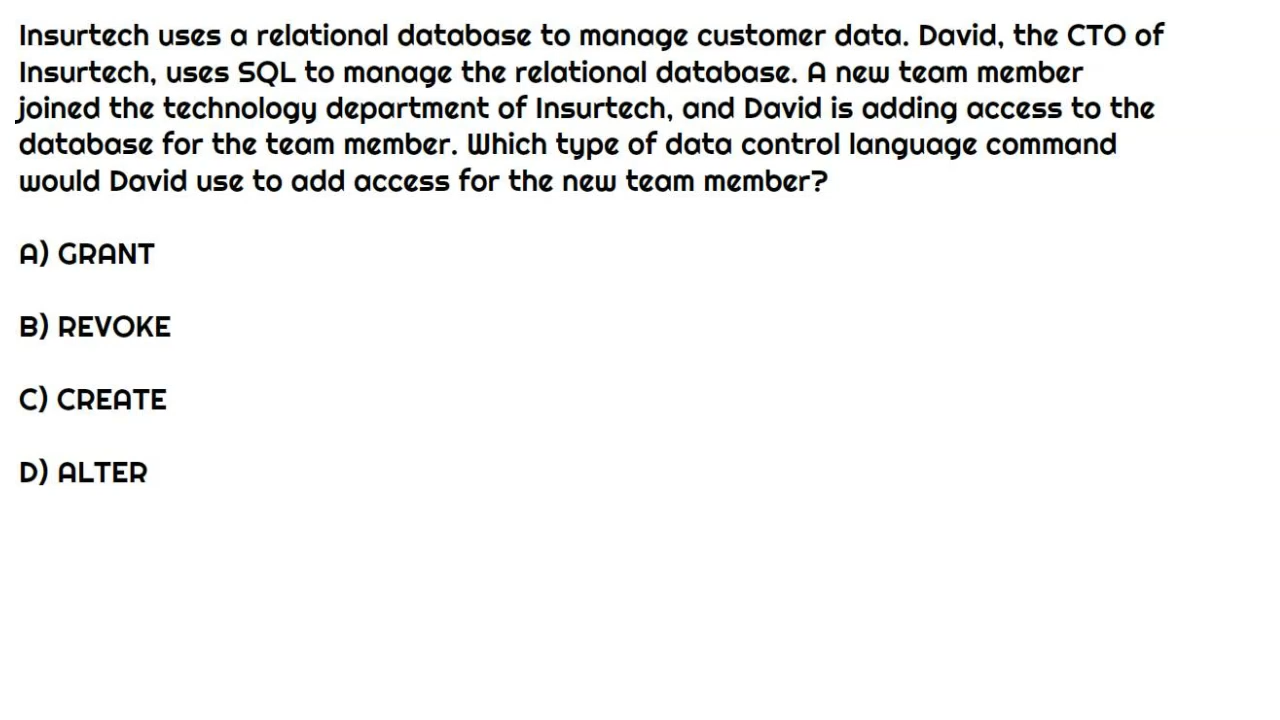 Insurtech uses a relational database to manage customer data. David, the CTO of
Insurtech, uses SQL to manage the relational database. A new team member
joined the technology department of Insurtech, and David is adding access to the
database for the team member. Which type of data control language command
would David use to add access for the new team member?
A) GRANT
B) REVOKE
C) CREATE
D) ALTER